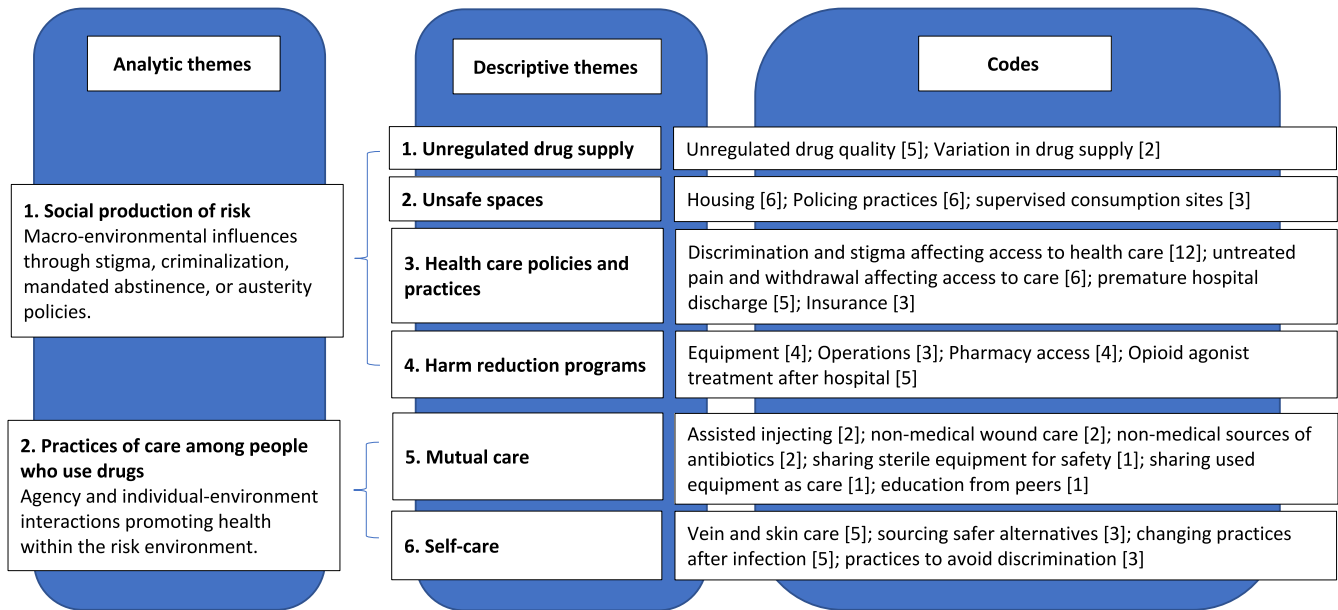 Analytic themes
Descriptive themes
Codes
1. Social production of risk
Macro-environmental influences
through stigma, criminalization,
mandated abstinence, or austerity
policies.
1. Unregulated drug supply
Unregulated drug quality [5]; Variation in drug supply [2]
2. Unsafe spaces
Housing [6]; Policing practices [6]; supervised consumption sites [3]
3. Health care policies and
practices
Discrimination and stigma affecting access to health care [12]; untreated
pain and withdrawal affecting access to care [6]; premature hospital
discharge [5]; Insurance [3]
4. Harm reduction programs
Equipment [4]; Operations [3]; Pharmacy access [4]; Opioid agonist
treatment after hospital [5]
2. Practices of care among people
who use drugs
Agency and individual-environment
interactions promoting health
within the risk environment.
5. Mutual care
Assisted injecting [2]; non-medical wound care [2]; non-medical sources of
antibiotics [2]; sharing sterile equipment for safety [1]; sharing used
equipment as care [1]; education from peers [1]
6. Self-care
Vein and skin care [5]; sourcing safer alternatives [3]; changing practices
after infection [5]; practices to avoid discrimination [3]